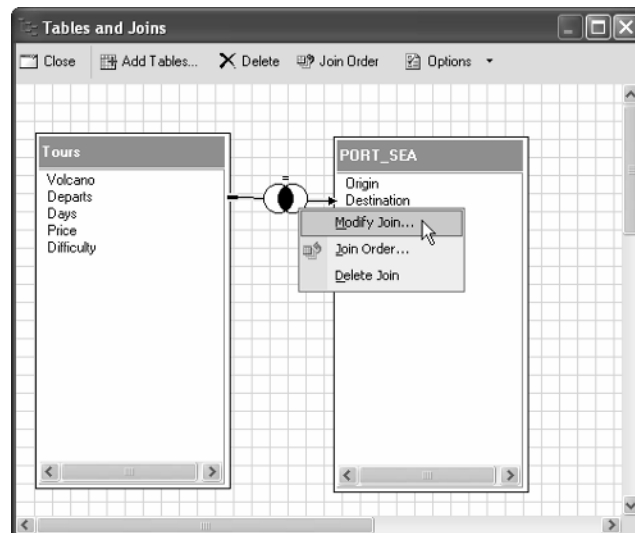 Tables and Joins
Close Add Tables... Delete Join Order Options
Tours
Volcano
Departs
Days
Price
Difficulty
=
PORT_SEA
Origin
Destination
Modify Join...
Join Order...
Delete Join